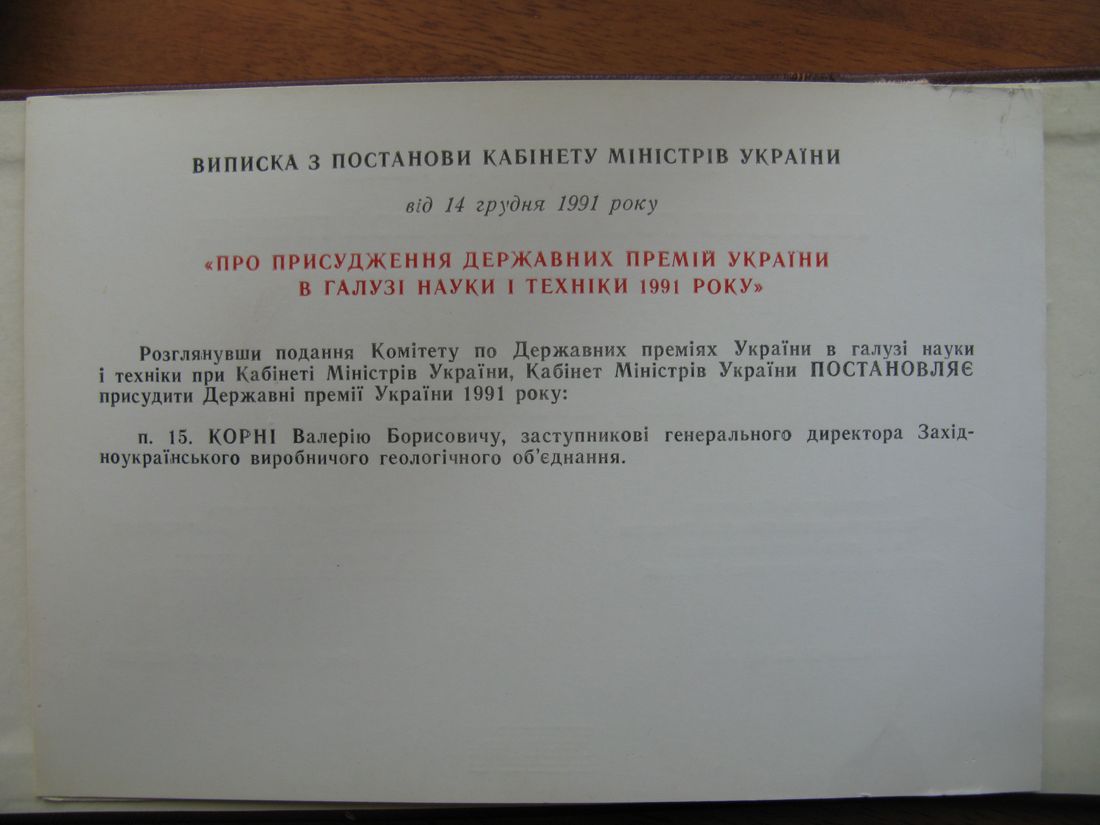 ВИПИСКА З ПОСТАНОВИ КАБІНЕТУ МІНІСТРІВ УКРАЇНИ
від 14 грудня 1991 року
«ПРО ПРИСУДЖЕННЯ ДЕРЖАВНИХ ПРЕМІЙ УКРАЇНИ
В ГАЛУЗІ НАУКИ І ТЕХНІКИ 1991 РОКУ»
Розглянувши подання Комітету по Державних преміях України в галузі науки
і техніки при Кабінеті Міністрів України, Кабінет Міністрів України ПОСТАНОВЛЯЄ
присудити Державні премії України 1991 року:
п. 15. КОРНІ Валерію Борисовичу, заступникові генерального директора Захід-
ноукраїнського виробничого геологічного об’єднання.